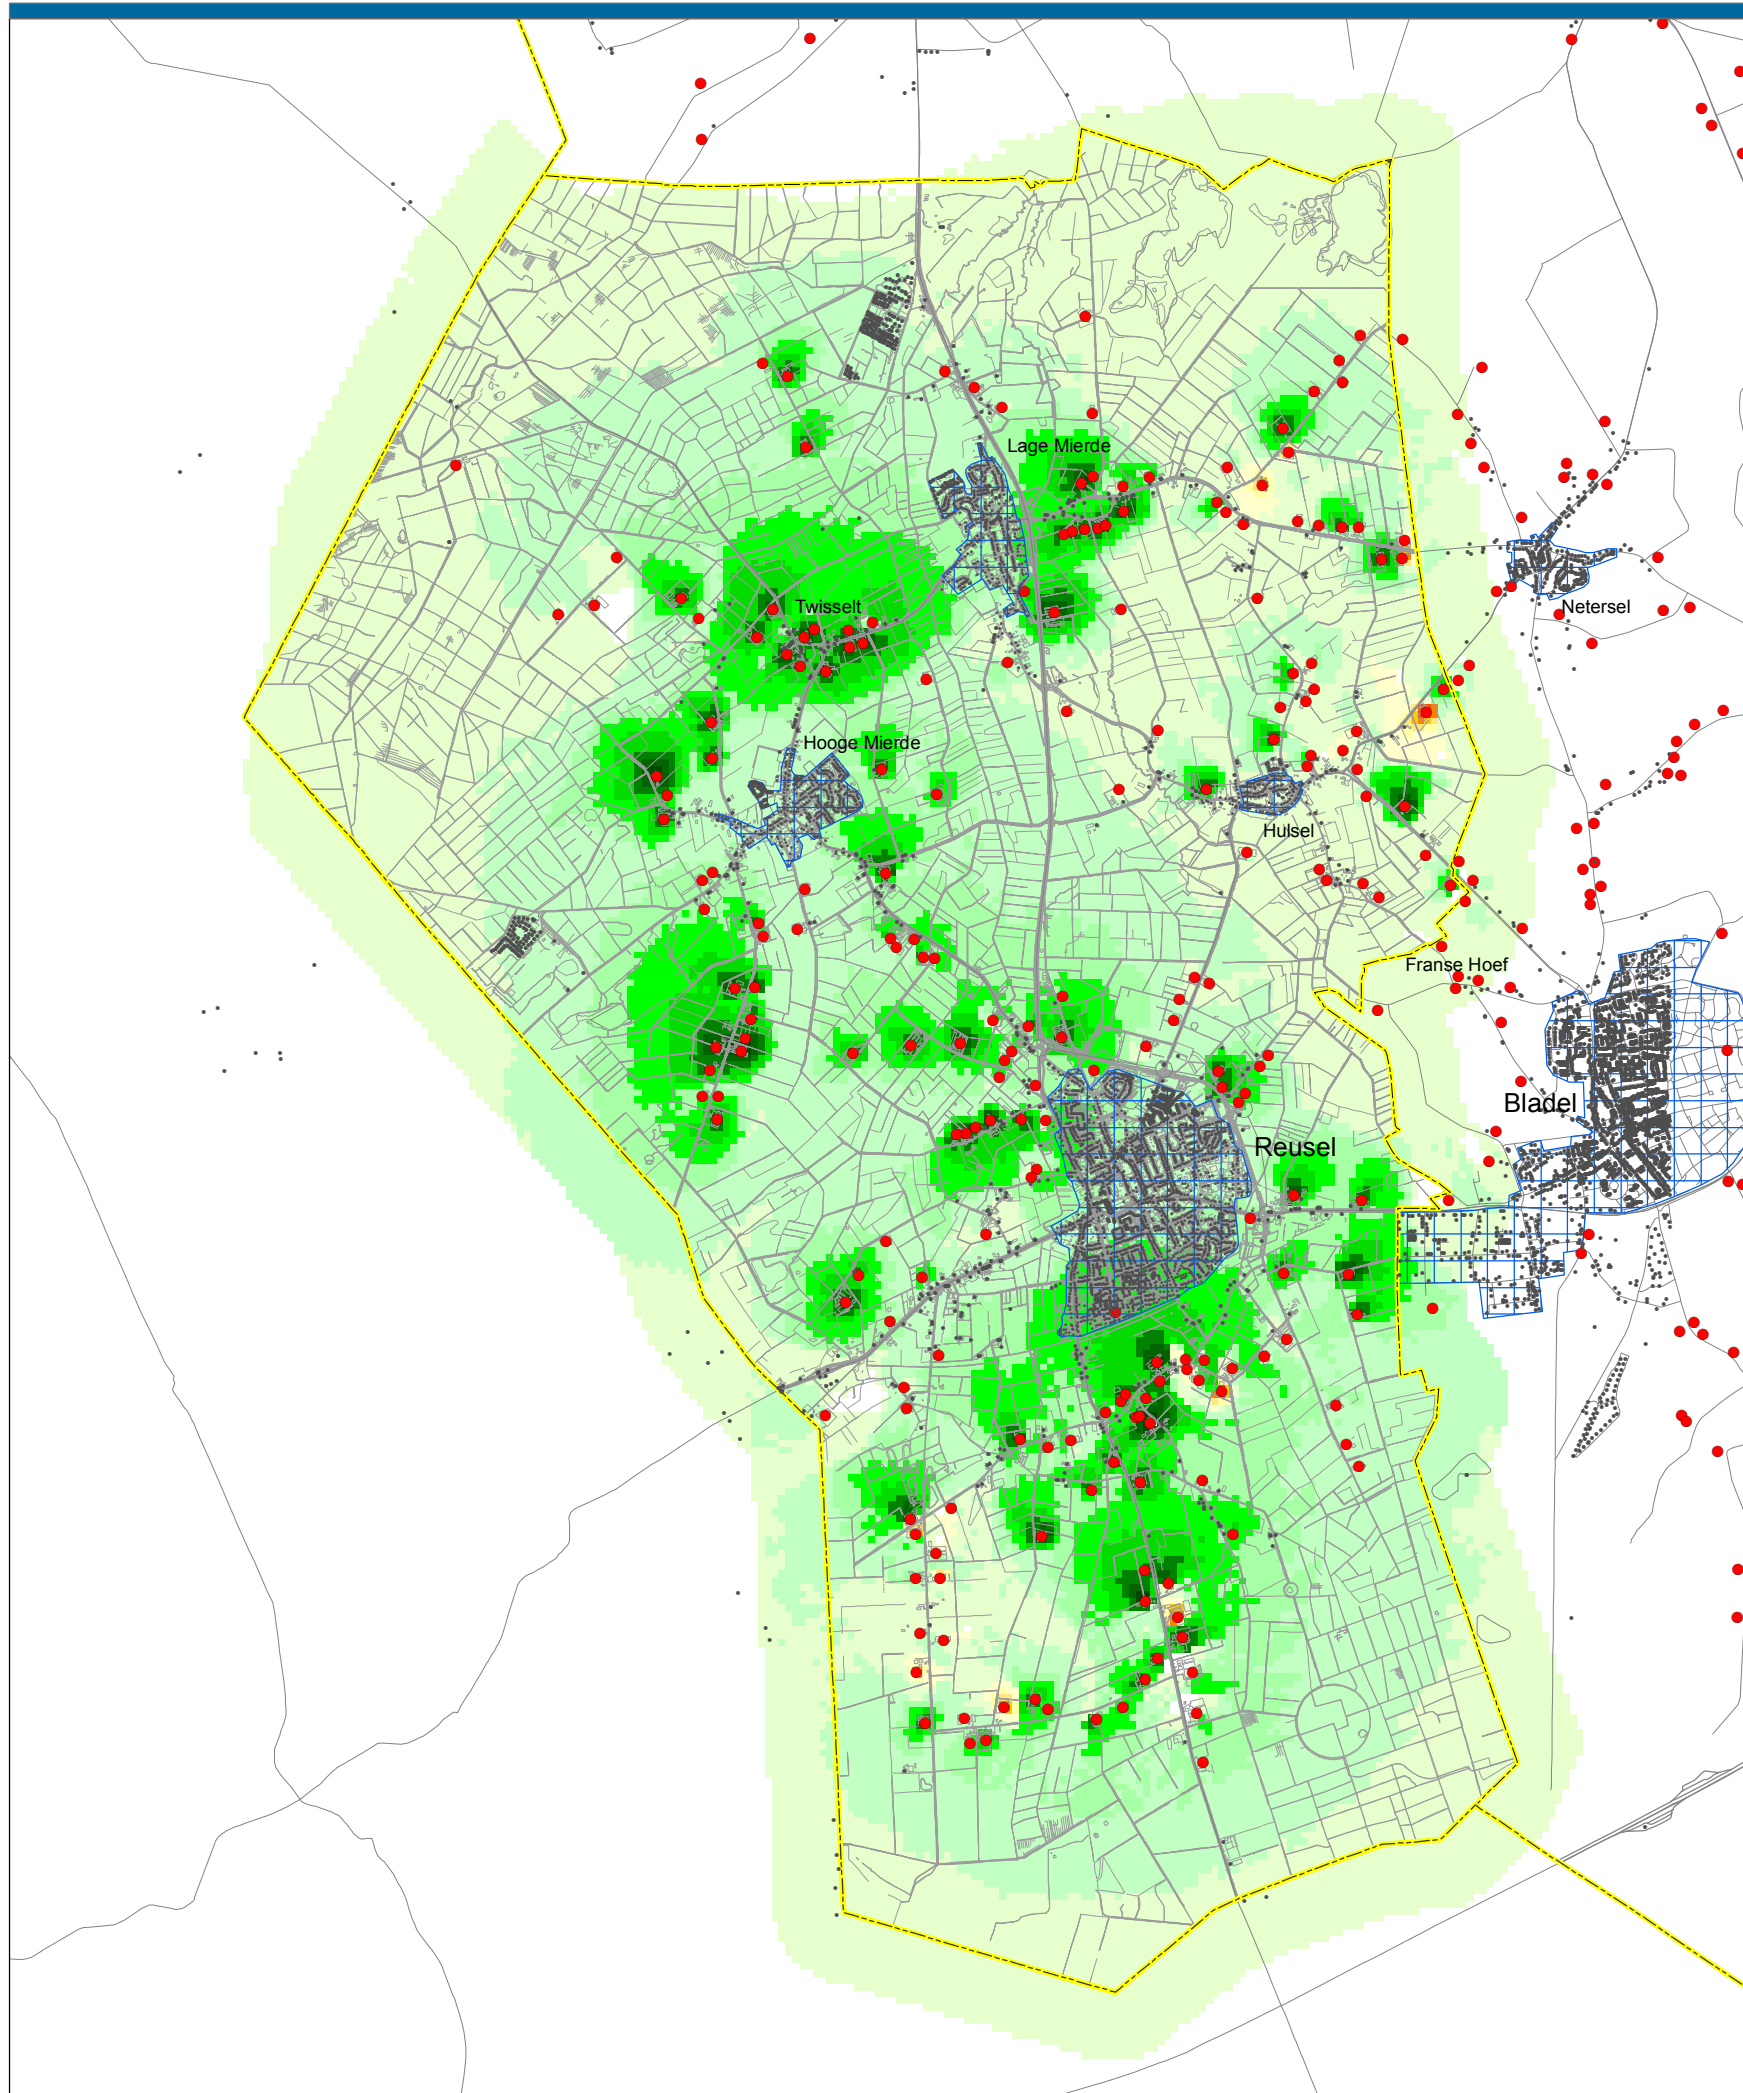 Lage Mierde
Twisselt
Netersel
Hooge Mierde
Hulsel
Franse Hoef
Bladel
Reusel